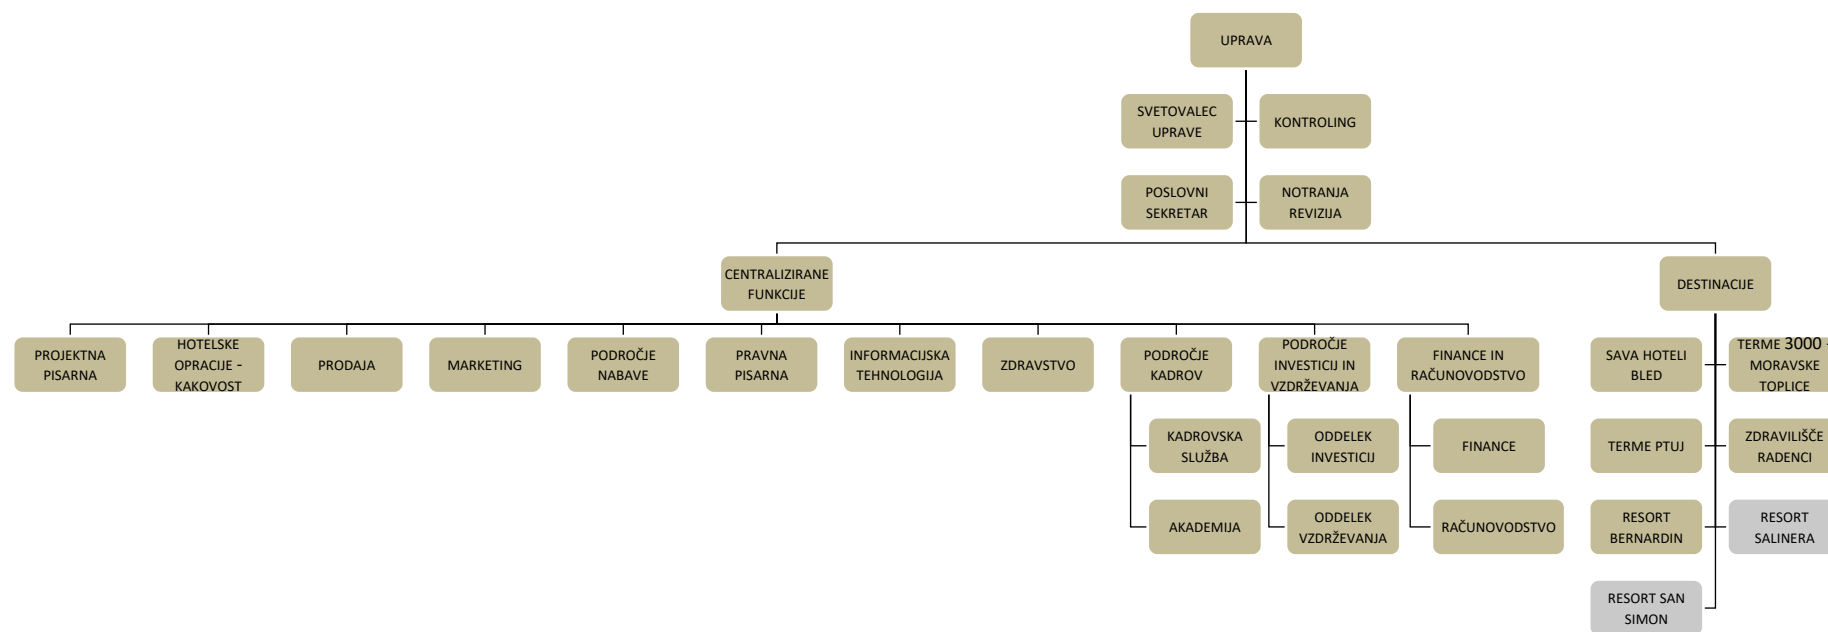 UPRAVA
SVETOVALEC
UPRAVE
KONTROLING
POSLOVNI
SEKRETAR
NOTRANJA
REVIZIJA
CENTRALIZIRANE
FUNKCIJE
DESTINACIJE
PROJEKTNA
PISARNA
HOTELSKE
OPRACIJE -
KAKOVOST
PRODAJA
MARKETING
PODROČJE
NABAVE
PRAVNA
PISARNA
INFORMACIJSKA
TEHNOLOGIJA
ZDRAVSTVO
PODROČJE
KADROV
PODROČJE
INVESTICIJ IN
VZDRŽEVANJA
FINANCE IN
RAČUNOVODSTVO
SAVA HOTELI
BLED
TERME 3000 -
MORAVSKE
TOPLICE
KADROVSKA
SLUŽBA
ODDELEK
INVESTICIJ
FINANCE
TERME PTUJ
ZDRAVILIŠČE
RADENCI
AKADEMIJA
ODDELEK
VZDRŽEVANJA
RAČUNOVODSTVO
RESORT
BERNARDIN
RESORT
SALINERA
RESORT SAN
SIMON